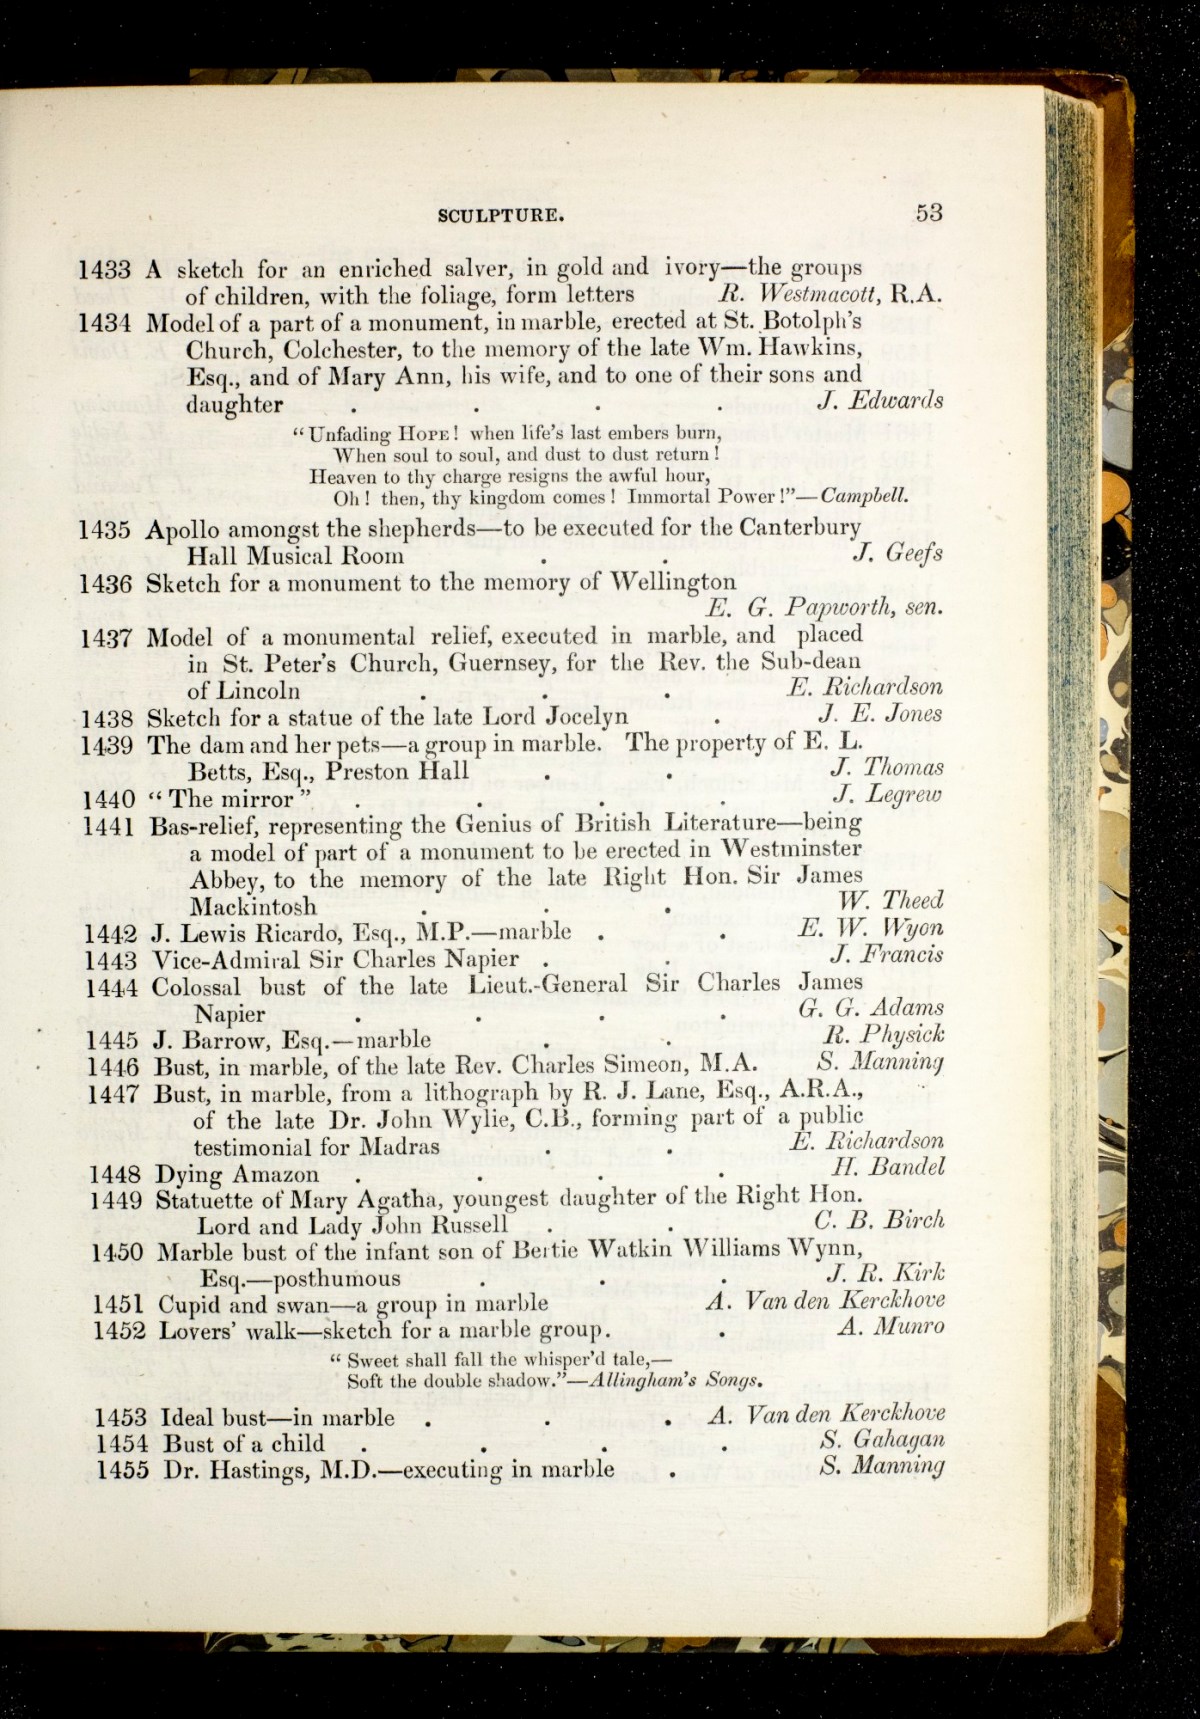 SCULPTURE. 53
1433 A sketch for an enriched salver, in gold and ivory—the groups
of children, with the foliage, form letters R. Westmacott, R.A.
1434 Model of a part of a monument, in marble, erected at St. Botolph's
Church, Colchester, to the memory of the late Wm. Hawkins,
Esq., and of Mary Ann, his wife, and to one of their sons and
daughter . . . . J. Edwards
"Unfading HOPE! when life's last embers burn,
When soul to soul, and dust to dust return!
Heaven to thy charge resigns the awful hour,
Oh! then, thy kingdom comes! Immortal Power!"—Campbell.
1435 Apollo amongst the shepherds—to be executed for the Canterbury
Hall Musical Room . . J. Geefs
1436 Sketch for a monument to the memory of Wellington
E. G. Papworth, sen.
1437 Model of a monumental relief, executed in marble, and placed
in St. Peter's Church, Guernsey, for the Rev. the Sub-dean
of Lincoln . . . E. Richardson
1438 Sketch for a statue of the late Lord Jocelyn . J. E. Jones
1439 The dam and her pets—a group in marble. The property of E. L.
Betts, Esq., Preston Hall . . J. Thomas
1440 "The mirror" . . . . J. Legrew
1441 Bas-relief, representing the Genius of British Literature—being
a model of part of a monument to be erected in Westminster
Abbey, to the memory of the late Right Hon. Sir James
Mackintosh . . . W. Theed
1442 J. Lewis Ricardo, Esq., M.P.—marble . . E. W. Wyon
1443 Vice-Admiral Sir Charles Napier . . J. Francis
1444 Colossal bust of the late Lieut.-General Sir Charles James
Napier . . . . G. G. Adams
1445 J. Barrow, Esq.—marble . . R. Physick
1446 Bust, in marble, of the late Rev. Charles Simeon, M.A. S. Manning
1447 Bust, in marble, from a lithograph by R. J. Lane, Esq., A.R.A.,
of the late Dr. John Wylie, C.B., forming part of a public
testimonial for Madras . . E. Richardson
1448 Dying Amazon . . . . H. Bandel
1449 Statuette of Mary Agatha, youngest daughter of the Right Hon.
Lord and Lady John Russell . . C. B. Birch
1450 Marble bust of the infant son of Bertie Watkin Williams Wynn,
Esq.—posthumous . . . J. R. Kirk
1451 Cupid and swan—a group in marble A. Van den Kerckhove
1452 Lovers' walk—sketch for a marble group. . A. Munro
"Sweet shall fall the whisper'd tale,—
Soft the double shadow."—Allingham's Songs.
1453 Ideal bust—in marble . . . A. Van den Kerckhove
1454 Bust of a child . . . . S. Gahagan
1455 Dr. Hastings, M.D.—executing in marble . S. Manning